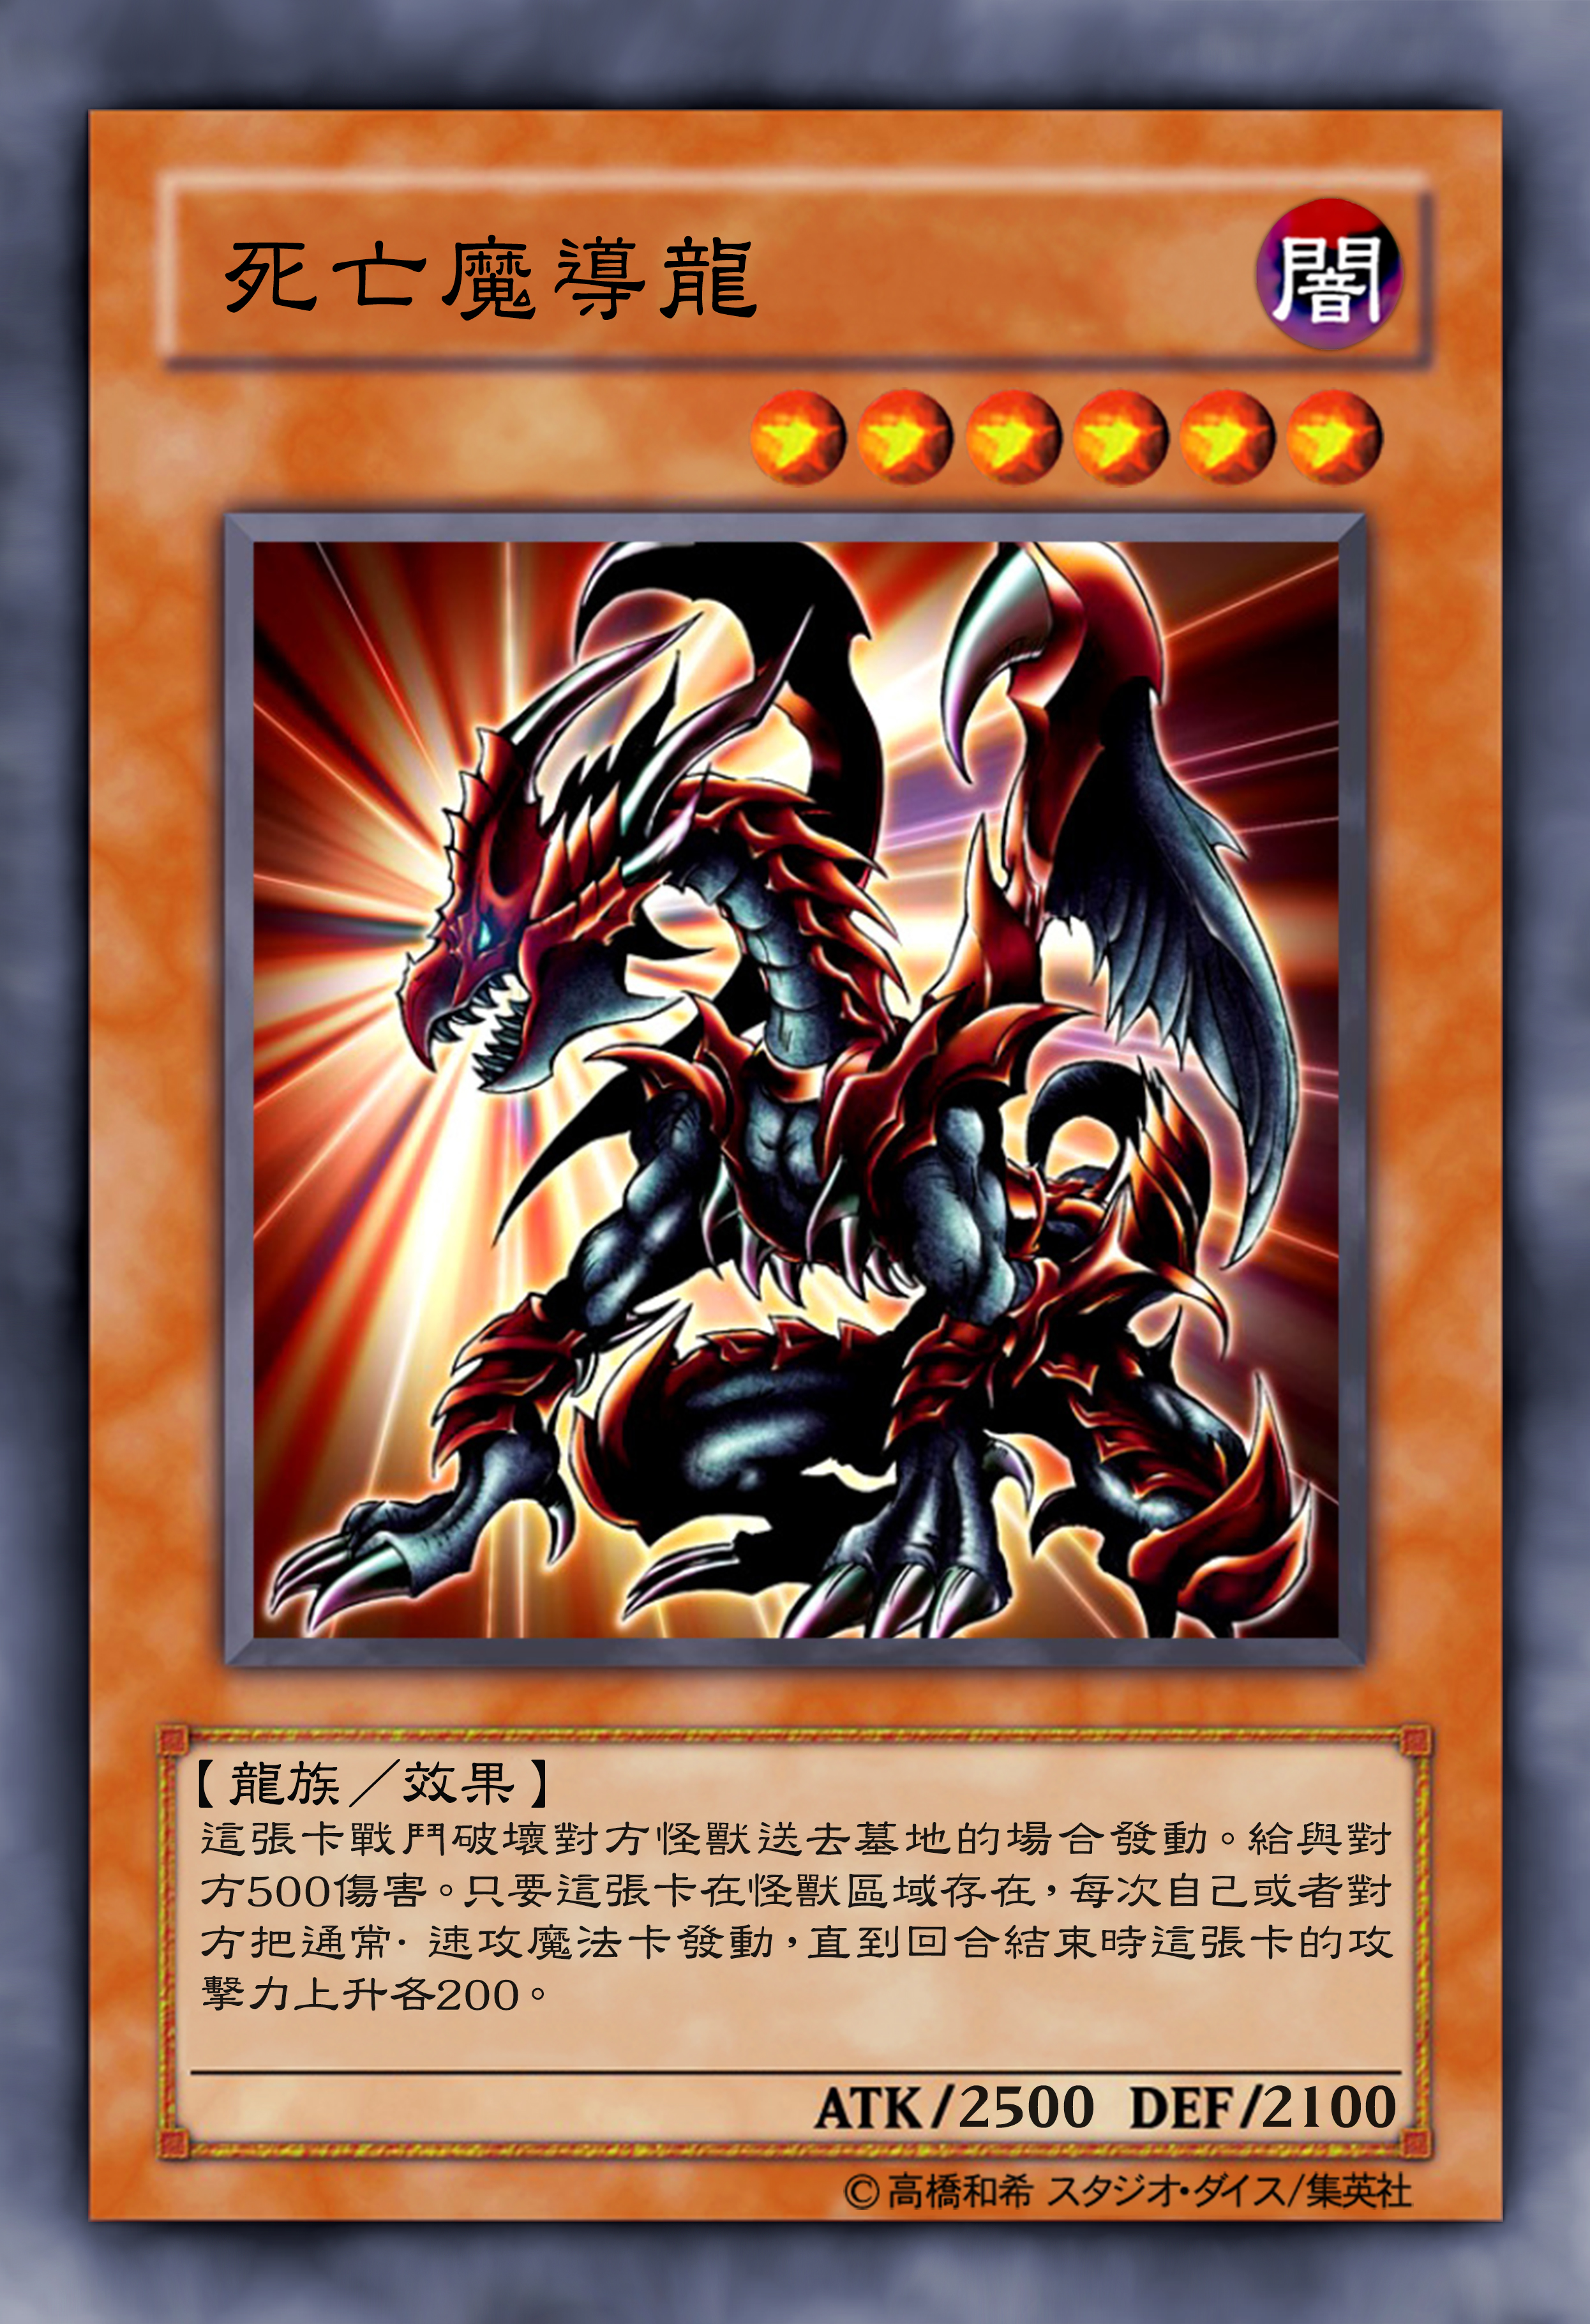 死亡魔導龍
闇
【龍族／效果】
這張卡戰鬥破壞對方怪獸送去墓地的場合發動。給與對
方500傷害。只要這張卡在怪獸區域存在，每次自己或者對
方把通常·速攻魔法卡發動，直到回合結束時這張卡的攻
擊力上升各200。
ATK/2500 DEF/2100
©高橋和希 スタジオ・ダイス/集英社